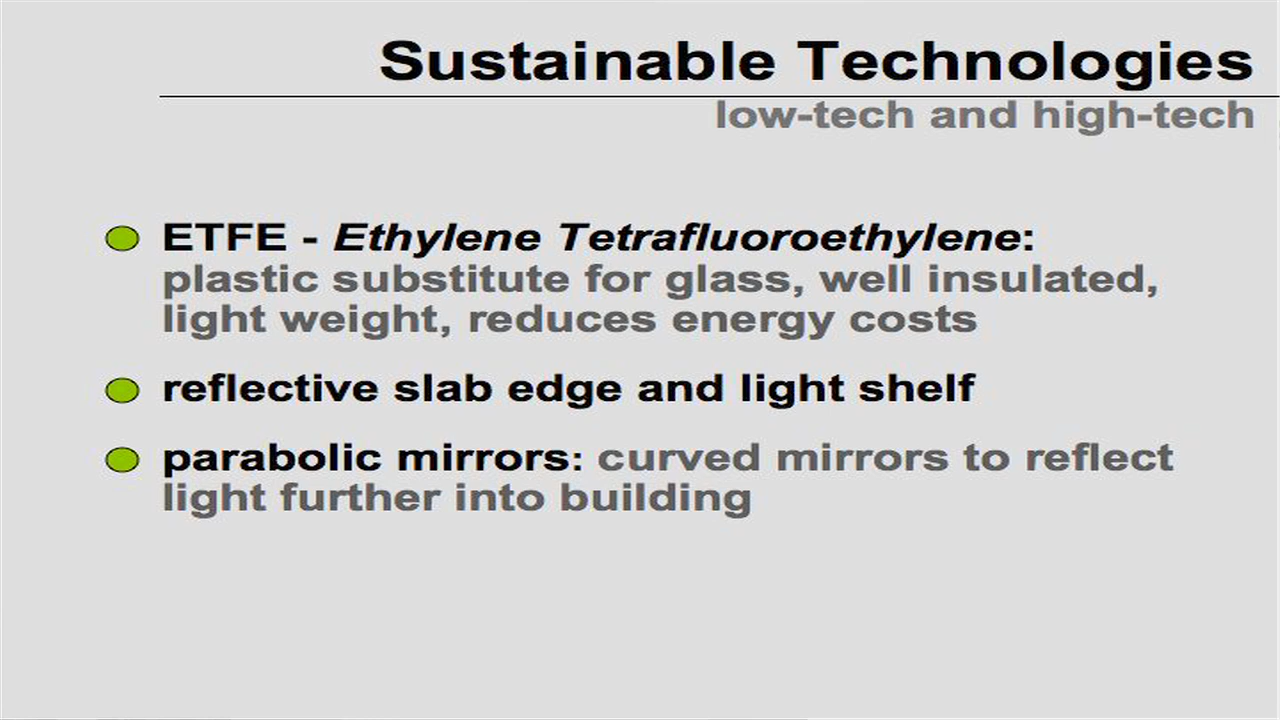 Sustainable Technologies
low-tech and high-tech
ETFE - Ethylene Tetrafluoroethylene:
plastic substitute for glass, well insulated,
light weight, reduces energy costs
reflective slab edge and light shelf
parabolic mirrors: curved mirrors to reflect
light further into building